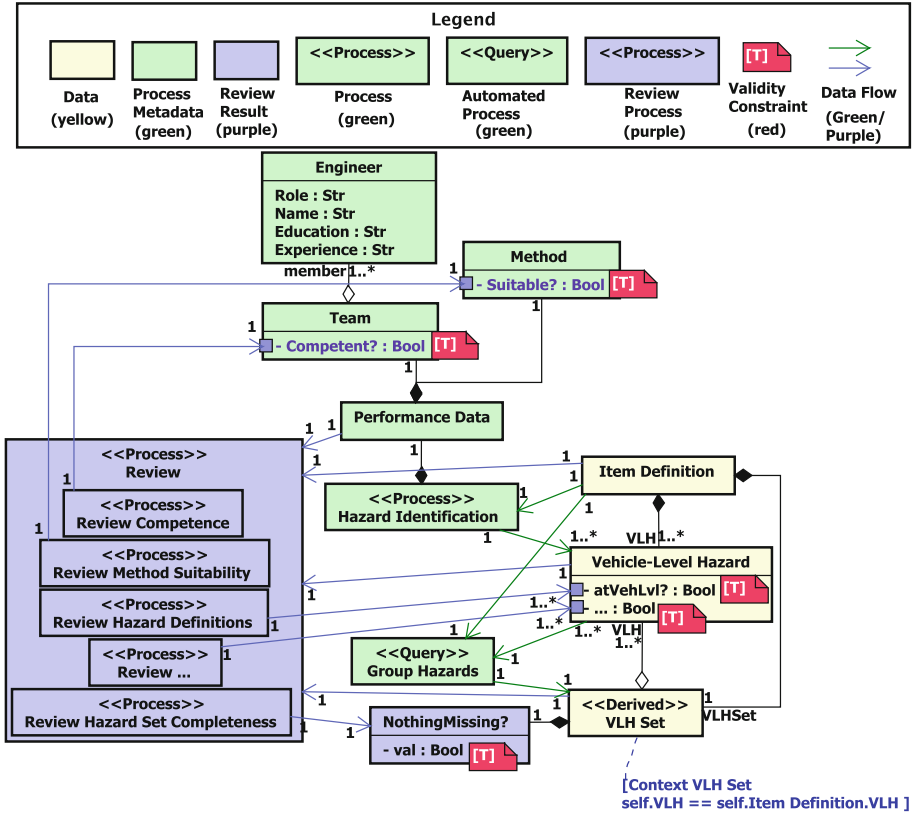 Legend
<<Process>>
<<Query>>
<<Process>>
[T]
Data
(yellow)
Process
Metadata
(green)
Review
Result
(purple)
Process
(green)
Automated
Process
(green)
Review
Process
(purple)
Validity
Constraint
(red)
Data Flow
(Green/
Purple)
Engineer
Role : Str
Name : Str
Education : Str
Experience : Str
member 1..*
Method
- Suitable? : Bool
[T]
1
1
Team
- Competent? : Bool
[T]
1
1
Performance Data
1
1
1
<<Process>>
Review
1
1
Item Definition
<<Process>>
Hazard Identification
1
1
1
1
<<Process>>
Review Competence
1
<<Process>>
Review Method Suitability
1
1..*
VLH
1..*
Vehicle-Level Hazard
- atVehLvl? : Bool
[T]
- ... : Bool
[T]
1
1
<<Process>>
Review Hazard Definitions
1
1..*
1..*
1..*
VLH
1..*
<<Process>>
Review ...
1
1
<<Query>>
Group Hazards
1
1
1
<<Process>>
Review Hazard Set Completeness
1
1
1
NothingMissing?
- val : Bool
[T]
1
1
<<Derived>>
VLH Set
1
VLHSet
[Context VLH Set
self.VLH == self.Item Definition.VLH ]